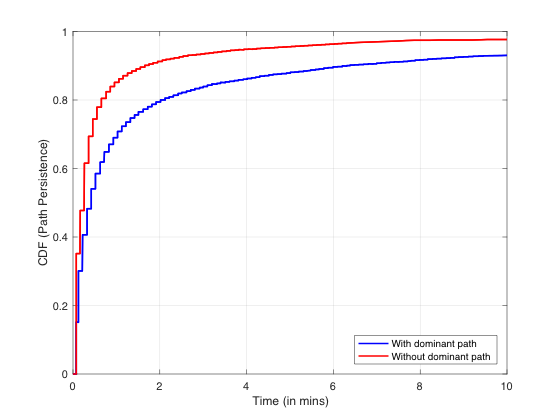 1
0.8
0.6
0.4
0.2
0
CDF (Path Persistence)
0 2 4 6 8 10
Time (in mins)
With dominant path
Without dominant path